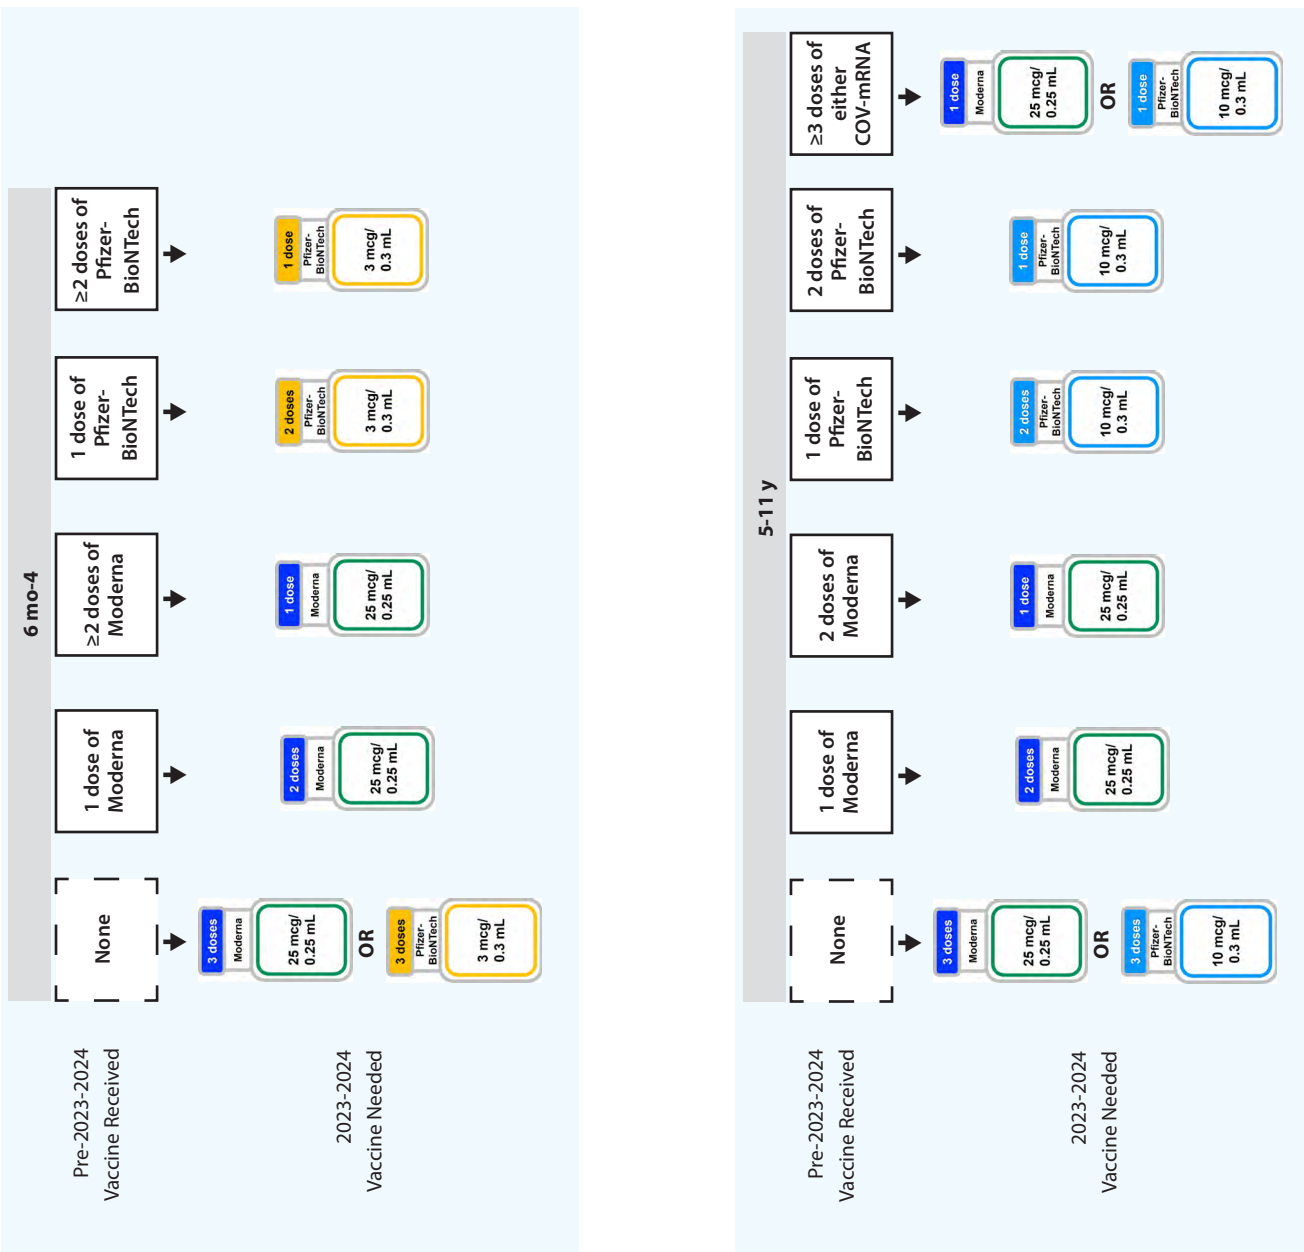 6 mo-4
Pre-2023-2024
Vaccine Received
None
1 dose of
Moderna
≥2 doses of
Moderna
1 dose of
Pfizer-
BioNTech
≥2 doses of
Pfizer-
BioNTech
2023-2024
Vaccine Needed
3 doses
Moderna
25 mcg/
0.25 mL
OR
3 doses
Pfizer-
BioNTech
3 mcg/
0.3 mL
2 doses
Moderna
25 mcg/
0.25 mL
1 dose
Moderna
25 mcg/
0.25 mL
2 doses
Pfizer-
BioNTech
3 mcg/
0.3 mL
1 dose
Pfizer-
BioNTech
3 mcg/
0.3 mL
5-11 y
Pre-2023-2024
Vaccine Received
None
1 dose of
Moderna
2 doses of
Moderna
1 dose of
Pfizer-
BioNTech
2 doses of
Pfizer-
BioNTech
≥3 doses of
either
COV-mRNA
2023-2024
Vaccine Needed
3 doses
Moderna
25 mcg/
0.25 mL
OR
3 doses
Pfizer-
BioNTech
10 mcg/
0.3 mL
2 doses
Moderna
25 mcg/
0.25 mL
1 dose
Moderna
25 mcg/
0.25 mL
2 doses
Pfizer-
BioNTech
10 mcg/
0.3 mL
1 dose
Pfizer-
BioNTech
10 mcg/
0.3 mL
1 dose
Moderna
25 mcg/
0.25 mL
OR
1 dose
Pfizer-
BioNTech
10 mcg/
0.3 mL